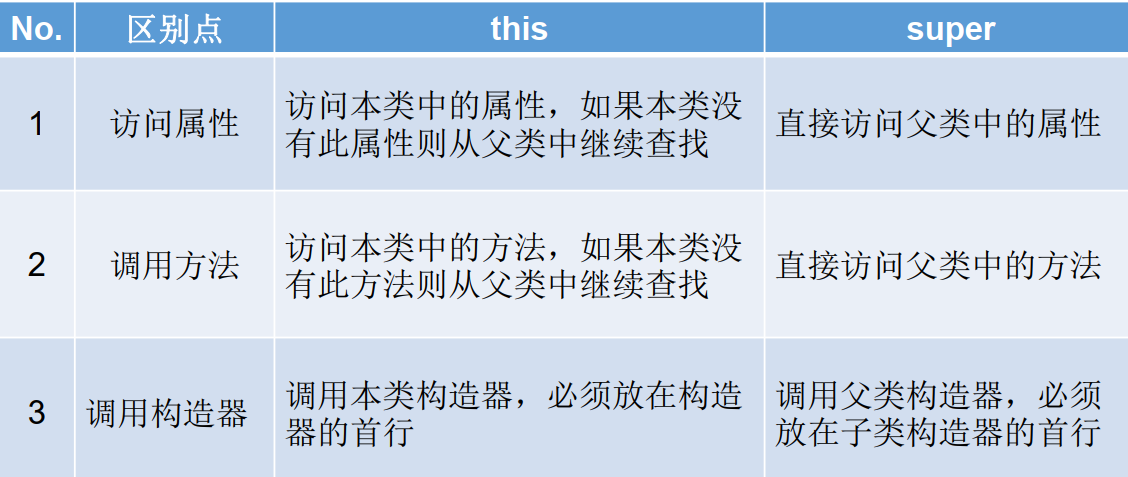 No. 区别点 this super
1 访问属性 访问本类中的属性，如果本类没
有此属性则从父类中继续查找 直接访问父类中的属性
2 调用方法 访问本类中的方法，如果本类没
有此方法则从父类中继续查找 直接访问父类中的方法
3 调用构造器 调用本类构造器，必须放在构造
器的首行 调用父类构造器，必须
放在子类构造器的首行